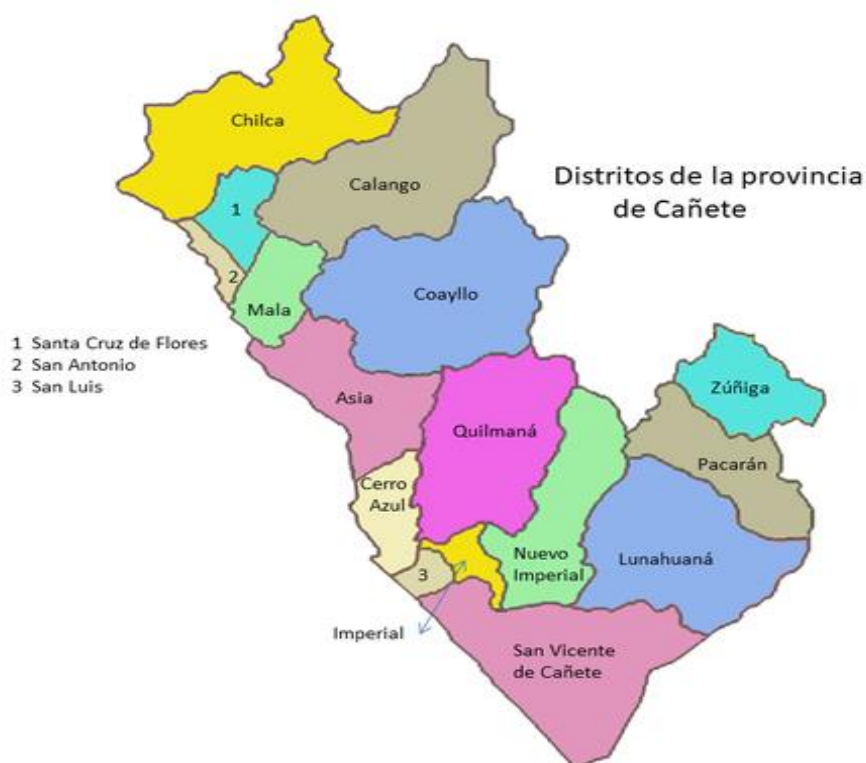 Chilca
Calango
Distritos de la provincia
de Cañete
1
2
Mala
Coayllo
1 Santa Cruz de Flores
2 San Antonio
3 San Luis
Asia
Quilmaná
Zúñiga
Pacarán
Cerro
Azul
3
Nuevo
Imperial
Lunahuaná
Imperial
San Vicente
de Cañete